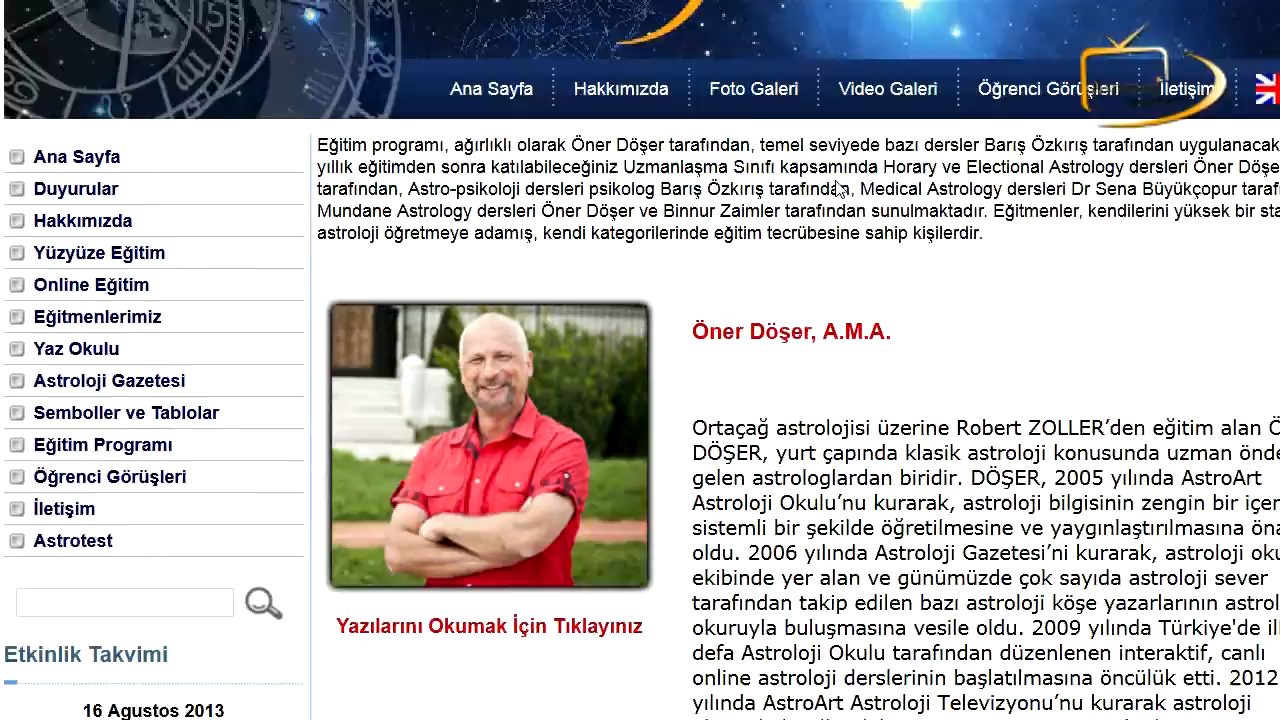 Ana Sayfa
Hakkımızda
Foto Galeri
Video Galeri
Öğrenci Görüşleri
İletişim
Ana Sayfa
Duyurular
Hakkımızda
Yüzyüze Eğitim
Online Eğitim
Eğitmenlerimiz
Yaz Okulu
Astroloji Gazetesi
Semboller ve Tablolar
Eğitim Programı
Öğrenci Görüşleri
İletişim
Astrotest
Etkinlik Takvimi
16 Agustos 2013
Eğitim programı, ağırlıklı olarak Öner Döşer tarafından, temel seviyede bazı dersler Barış Özkırış tarafından uygulanacak
yıllık eğitimden sonra katılabileceğiniz Uzmanlaşma Sınıfı kapsamında Horary ve Electional Astrology dersleri Öner Döşe
tarafından, Astro-psikoloji dersleri psikolog Barış Özkırış tarafından, Medical Astrology dersleri Dr Sena Büyükçopur taraf
Mundane Astrology dersleri Öner Döşer ve Binnur Zaimler tarafından sunulmaktadır. Eğitmenler, kendilerini yüksek bir sta
astroloji öğretmeye adamış, kendi kategorilerinde eğitim tecrübesine sahip kişilerdir.
Yazılarını Okumak İçin Tıklayınız
Öner Döşer, A.M.A.
Ortaçağ astrolojisi üzerine Robert ZOLLER’den eğitim alan Ö
DÖŞER, yurt çapında klasik astroloji konusunda uzman önde
gelen astrologlardan biridir. DÖŞER, 2005 yılında AstroArt
Astroloji Okulu’nu kurarak, astroloji bilgisinin zengin bir içer
sistemli bir şekilde öğretilmesine ve yaygınlaştırılmasına öna
oldu. 2006 yılında Astroloji Gazetesi’ni kurarak, astroloji oku
ekibinde yer alan ve günümüzde çok sayıda astroloji sever
tarafından takip edilen bazı astroloji köşe yazarlarının astrol
okuruyla buluşmasına vesile oldu. 2009 yılında Türkiye'de il
defa Astroloji Okulu tarafından düzenlenen interaktif, canlı
online astroloji derslerinin başlatılmasına öncülük etti. 2012
yılında AstroArt Astroloji Televizyonu’nu kurarak astroloji